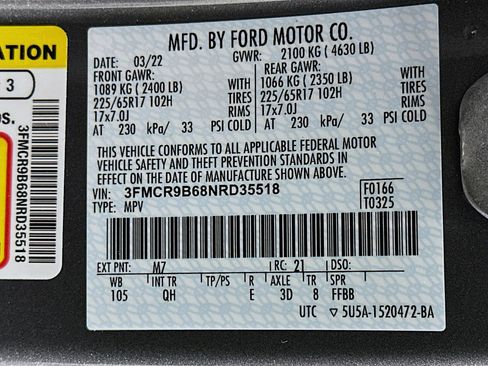 MFD. BY FORD MOTOR CO.
DATE: 03/22 GVWR: 2100 KG (4630 LB)
FRONT GAWR: REAR GAWR:
1089 KG (2400 LB) WITH 1066 KG (2350 LB) WITH
225/65R17 102H TIRES 225/65R17 102H TIRES
17x7.0J RIMS 17x7.0J RIMS
AT 230 kPa/ 33 PSI COLD AT 230 kPa/ 33 PSI COLD
THIS VEHICLE CONFORMS TO ALL APPLICABLE FEDERAL MOTOR
VEHICLE SAFETY AND THEFT PREVENTION STANDARDS IN
EFFECT ON THE DATE OF MANUFACTURE SHOWN ABOVE.
VIN: 3FMCR9B68NRD35518 F0166
TYPE: MPV T0325
EXT PNT: M7 RC: 21 DSO:
WB INT TR TP/PS R AXLE TR SPR
105 QH E 3D 8 FFBB
UTC ▽ 5U5A-1520472-BA
ATION
3
OS.
3FMCR9B68NRD35518